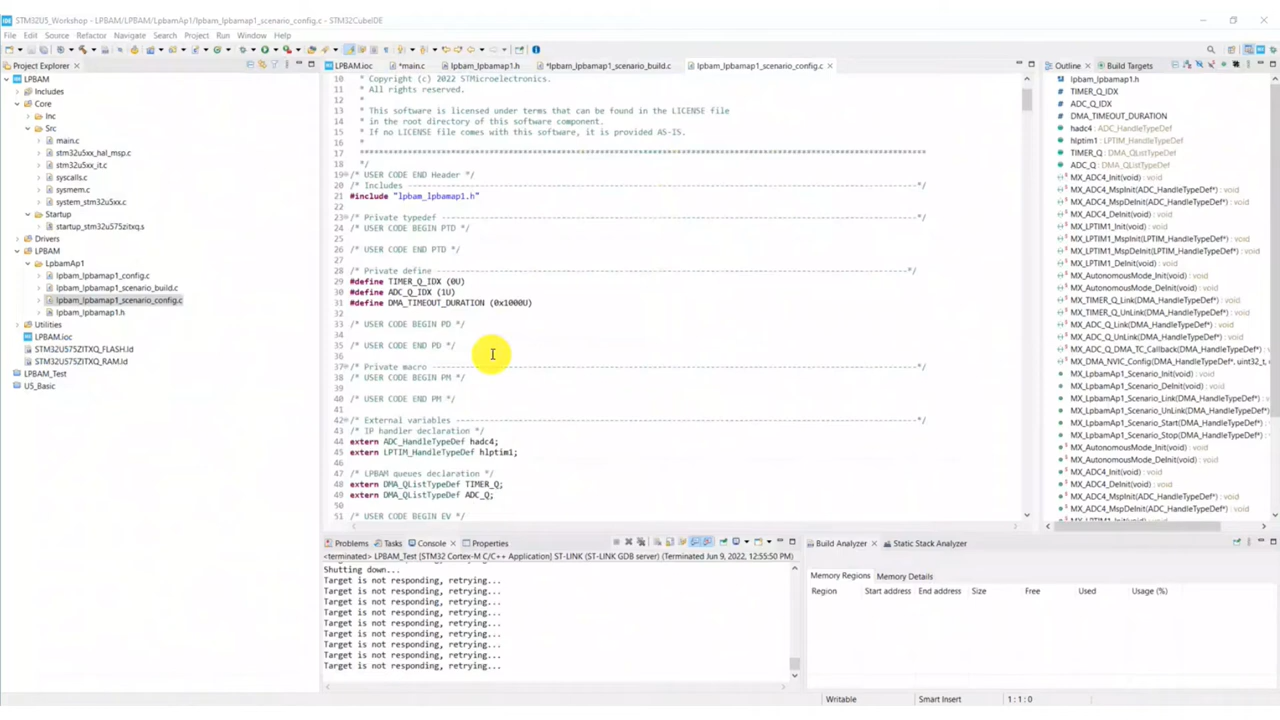 STM32U5_Workshop - LPBAM/LPBAM/LpbamAp1/lpbam_lpbamap1_scenario_config.c - STM32CubeIDE
File Edit Source Refactor Navigate Search Project Run Window Help
Project Explorer
LPBAM
Includes
Core
Inc
Src
main.c
stm32u5xx_hal_msp.c
stm32u5xx_it.c
syscalls.c
sysmem.c
system_stm32u5xx.c
Startup
startup_stm32u575zitxq.s
Drivers
LPBAM
LpbamAp1
lpbam_lpbamap1_config.c
lpbam_lpbamap1_scenario_build.c
lpbam_lpbamap1_scenario_config.c
lpbam_lpbamap1.h
Utilities
LPBAM.ioc
STM32U575ZITXQ_FLASH.ld
STM32U575ZITXQ_RAM.ld
LPBAM_Test
U5_Basic
LPBAM.ioc *main.c lpbam_lpbamap1.h *lpbam_lpbamap1_scenario_build.c lpbam_lpbamap1_scenario_config.c
10 * Copyright (c) 2022 STMicroelectronics.
11 * All rights reserved.
12 *
13 * This software is licensed under terms that can be found in the LICENSE file
14 * in the root directory of this software component.
15 * If no LICENSE file comes with this software, it is provided AS-IS.
16 *
17 ******************************************************************************
18 */
19 /* USER CODE END Header */
20 /* Includes ------------------------------------------------------------------*/
21 #include "lpbam_lpbamap1.h"
22
23 /* Private typedef -----------------------------------------------------------*/
24 /* USER CODE BEGIN PTD */
25
26 /* USER CODE END PTD */
27
28 /* Private define ------------------------------------------------------------*/
29 #define TIMER_Q_IDX (0U)
30 #define ADC_Q_IDX (1U)
31 #define DMA_TIMEOUT_DURATION (0x1000U)
32
33 /* USER CODE BEGIN PD */
34
35 /* USER CODE END PD */
36
37 /* Private macro -------------------------------------------------------------*/
38 /* USER CODE BEGIN PM */
39
40 /* USER CODE END PM */
41
42 /* External variables --------------------------------------------------------*/
43 /* IP handler declaration */
44 extern ADC_HandleTypeDef hadc4;
45 extern LPTIM_HandleTypeDef hlptim1;
46
47 /* LPBAM queues declaration */
48 extern DMA_QListTypeDef TIMER_Q;
49 extern DMA_QListTypeDef ADC_Q;
50
51 /* USER CODE BEGIN EV */
Outline Build Targets
lpbam_lpbamap1.h
TIMER_Q_IDX
ADC_Q_IDX
DMA_TIMEOUT_DURATION
hadc4 : ADC_HandleTypeDef
hlptim1 : LPTIM_HandleTypeDef
TIMER_Q : DMA_QListTypeDef
ADC_Q : DMA_QListTypeDef
MX_ADC4_Init(void) : void
MX_ADC4_MspInit(ADC_HandleTypeDef*) : void
MX_ADC4_MspDeInit(ADC_HandleTypeDef*) : void
MX_ADC4_DeInit(void) : void
MX_LPTIM1_Init(void) : void
MX_LPTIM1_MspInit(LPTIM_HandleTypeDef*) : void
MX_LPTIM1_MspDeInit(LPTIM_HandleTypeDef*) : void
MX_LPTIM1_DeInit(void) : void
MX_AutonomousMode_Init(void) : void
MX_AutonomousMode_DeInit(void) : void
MX_TIMER_Q_Link(DMA_HandleTypeDef*) : void
MX_TIMER_Q_UnLink(DMA_HandleTypeDef*) : void
MX_ADC_Q_Link(DMA_HandleTypeDef*) : void
MX_ADC_Q_UnLink(DMA_HandleTypeDef*) : void
MX_ADC_Q_DMA_TC_Callback(DMA_HandleTypeDef*) : void
MX_DMA_NVIC_Config(DMA_HandleTypeDef*, uint32_t,
MX_LpbamAp1_Scenario_Init(void) : void
MX_LpbamAp1_Scenario_DeInit(void) : void
MX_LpbamAp1_Scenario_Link(DMA_HandleTypeDef*) : void
MX_LpbamAp1_Scenario_UnLink(DMA_HandleTypeDef*) : void
MX_LpbamAp1_Scenario_Start(DMA_HandleTypeDef*) : void
MX_LpbamAp1_Scenario_Stop(DMA_HandleTypeDef*) : void
MX_AutonomousMode_DeInit(void) : void
MX_ADC4_Init(void) : void
MX_ADC4_DeInit(void) : void
MX_ADC4_MspInit(ADC_HandleTypeDef*) : void
MX_ADC4_MspDeInit(ADC_HandleTypeDef*) : void
Problems Tasks Console Properties
<terminated> LPBAM_Test [STM32 Cortex-M C/C++ Application] ST-LINK (ST-LINK GDB server) (Terminated Jun 9, 2022, 12:55:50 PM)
Shutting down...
Target is not responding, retrying...
Target is not responding, retrying...
Target is not responding, retrying...
Target is not responding, retrying...
Target is not responding, retrying...
Target is not responding, retrying...
Target is not responding, retrying...
Target is not responding, retrying...
Target is not responding, retrying...
Build Analyzer Static Stack Analyzer
Memory Regions Memory Details
Region Start address End address Size Free Used Usage (%)
Writable Smart Insert 1 : 1 : 0